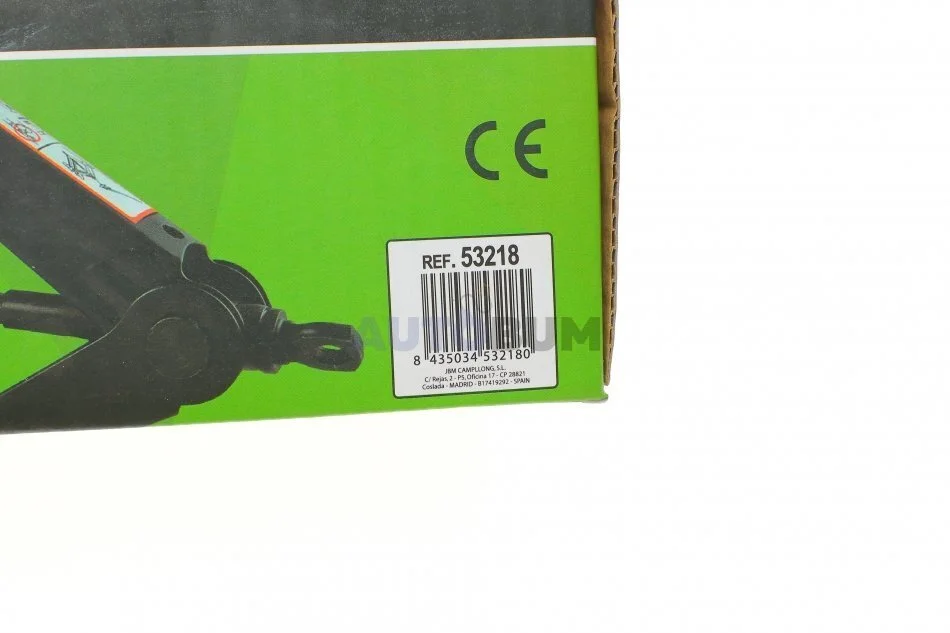 CE
REF. 53218
AUTOBUM
8 435034 532180
JBM CAMPLLONG, S.L.
C/ Rejas, 2 - P5, Oficina 17 - CP 28821
Coslada - MADRID - B17419292 - SPAIN